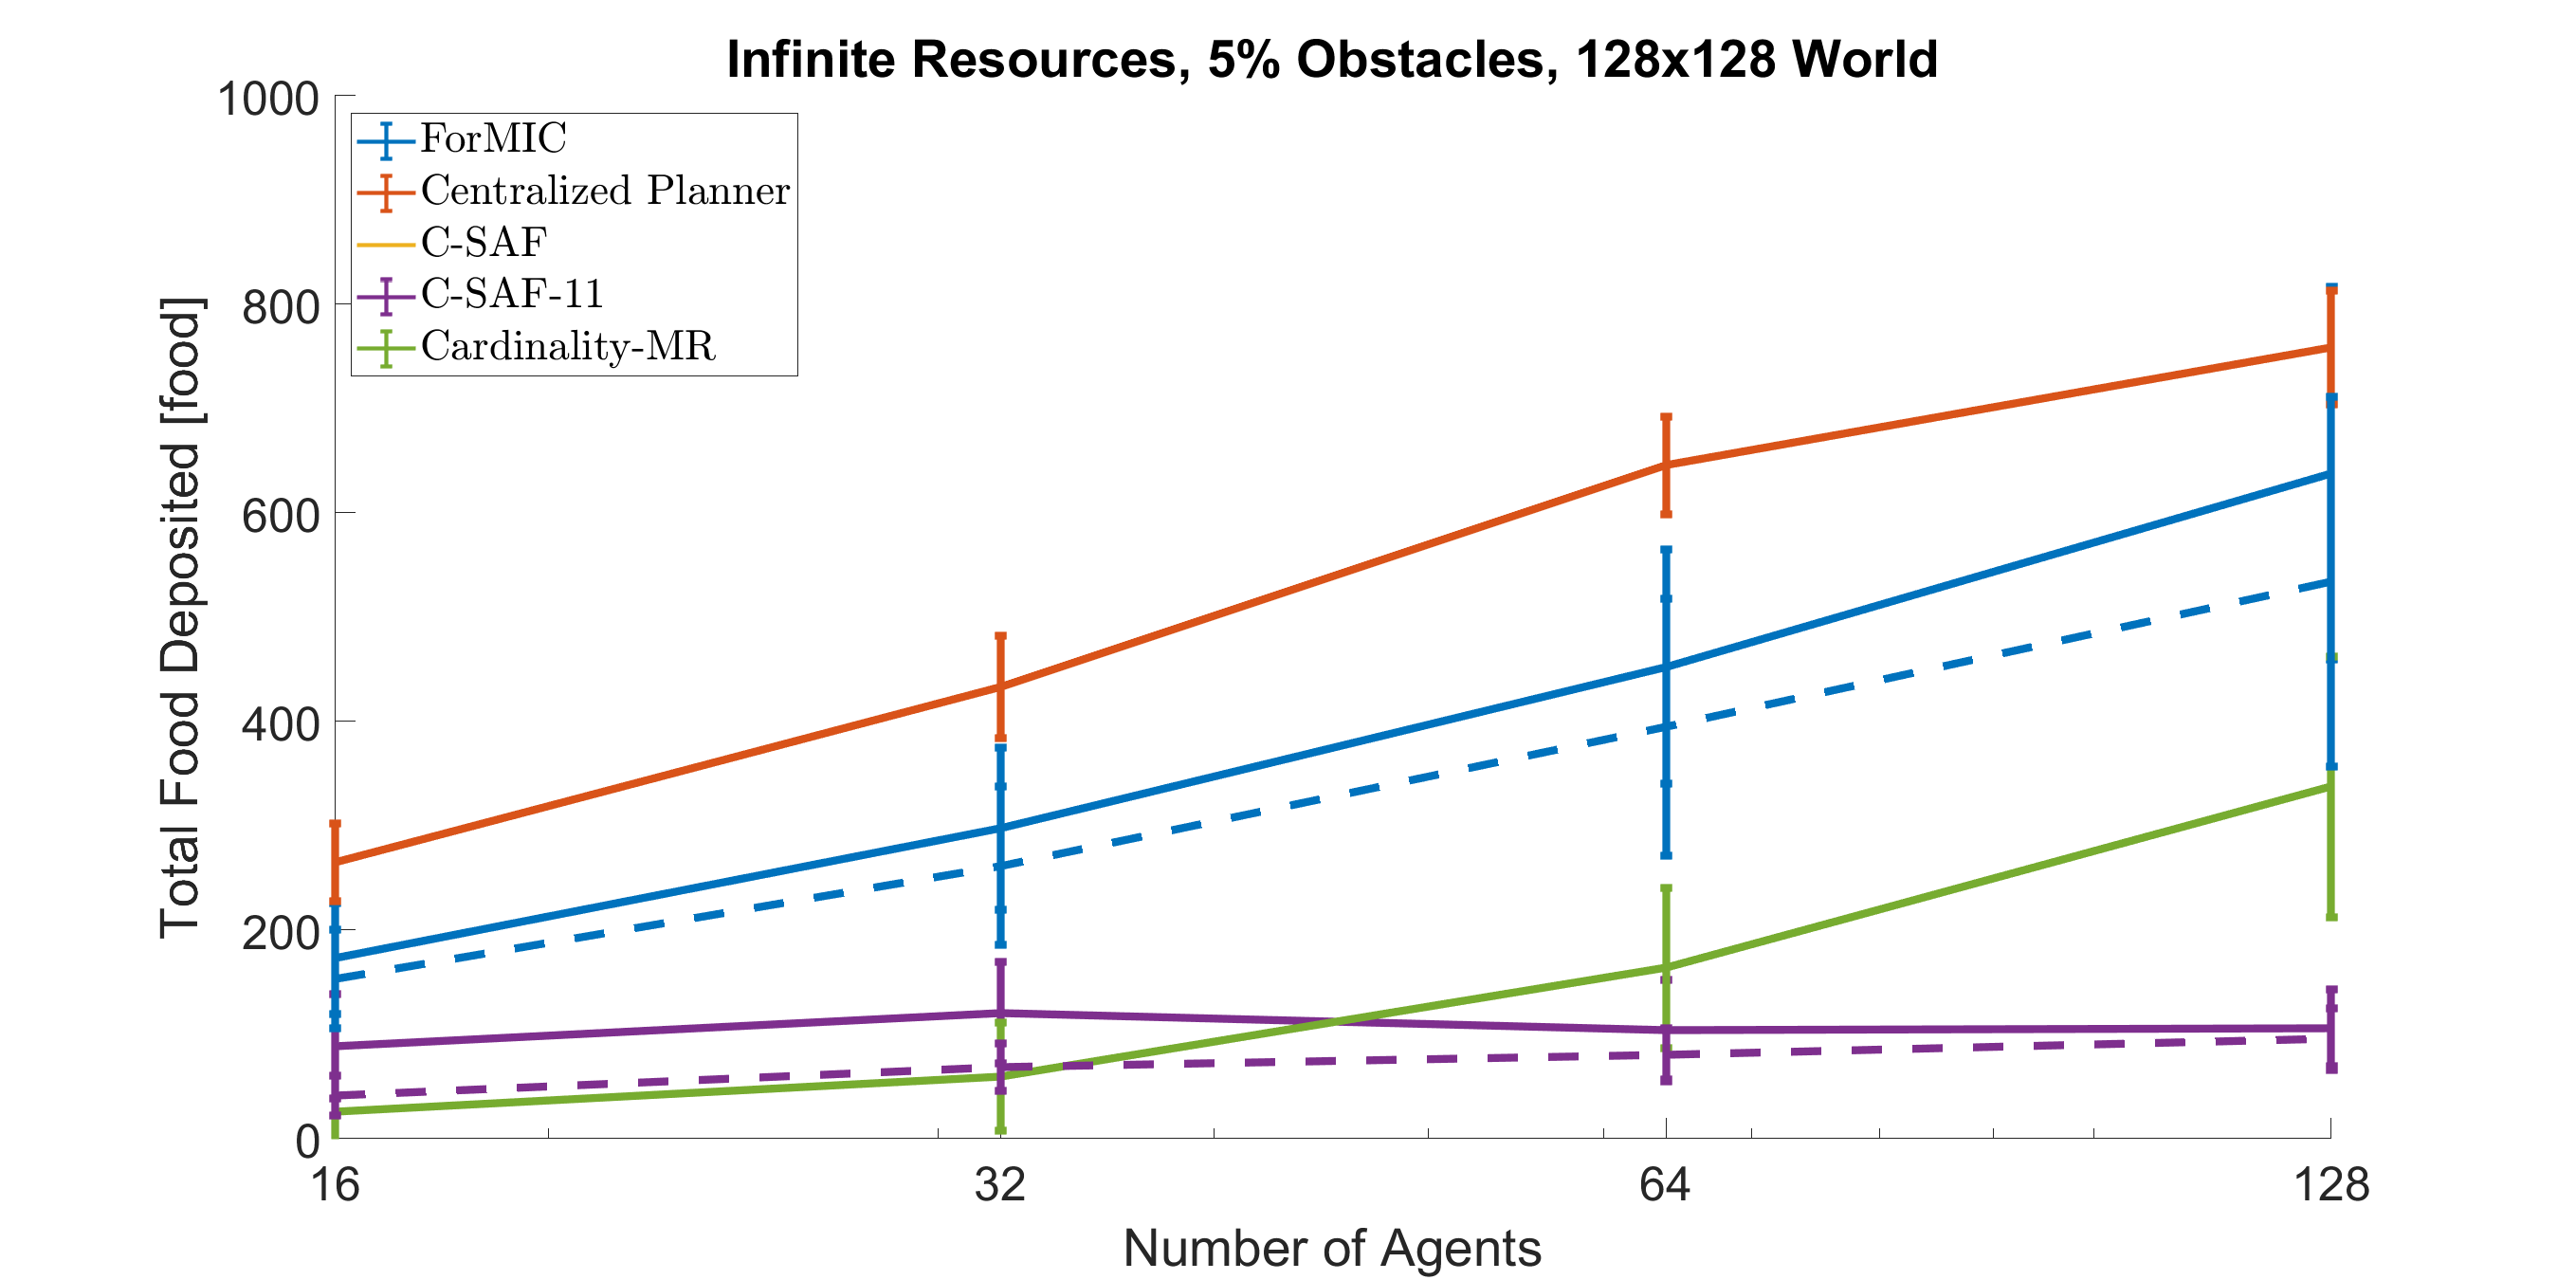 Infinite Resources, 5% Obstacles, 128x128 World
1000
800
600
400
200
0
Total Food Deposited [food]
ForMIC
Centralized Planner
C-SAF
C-SAF-11
Cardinality-MR
16
32
64
128
Number of Agents